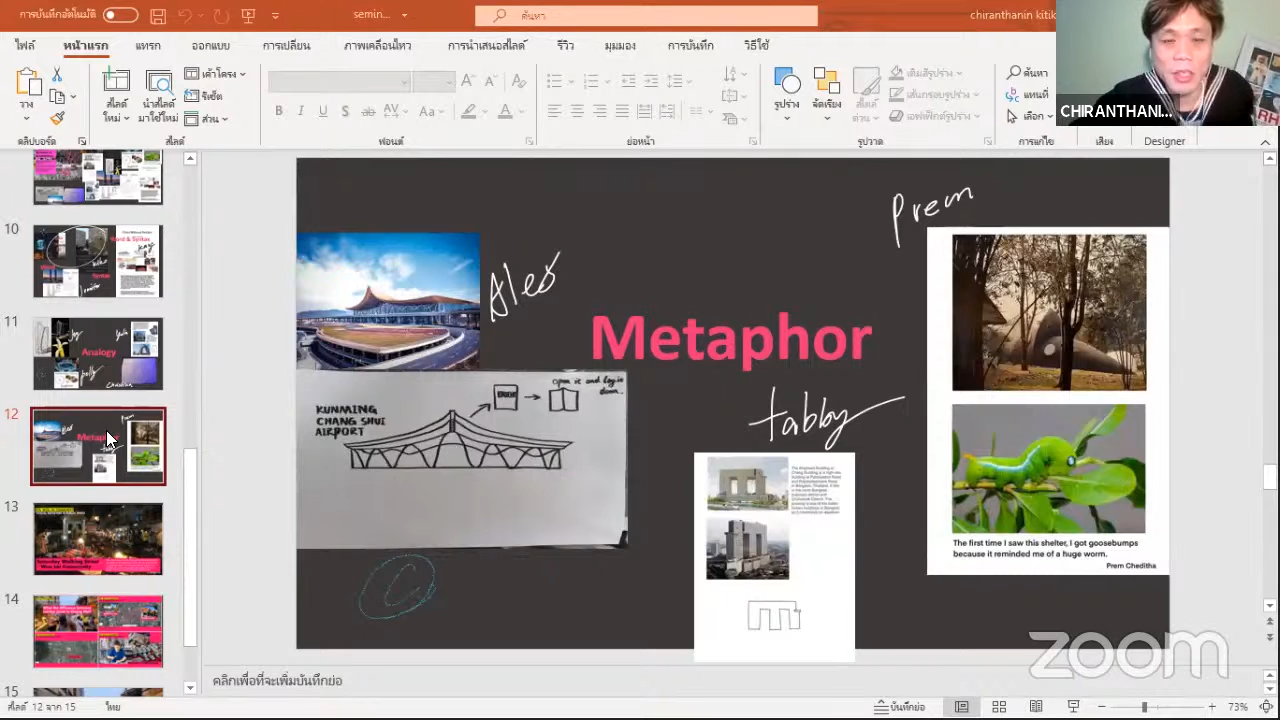 การบันทึกอัตโนมัติ
semin...
ค้นหา
chiranthanin kitik
ไฟล์
หน้าแรก
แทรก
ออกแบบ
การเปลี่ยน
ภาพเคลื่อนไหว
การนำเสนอสไลด์
รีวิว
มุมมอง
การบันทึก
วิธีใช้
วาง
สไลด์ใหม่
นำสไลด์มาใช้ใหม่
เค้าโครง
รีเซ็ต
ส่วน
รูปร่าง
จัดเรียง
สไตล์ด่วน
เติมสีรูปร่าง
เส้นกรอบรูปร่าง
เอฟเฟ็กต์รูปร่าง
ค้นหา
แทนที่
เลือก
CHIRANTHANI...
คลิปบอร์ด
สไลด์
ฟอนต์
ย่อหน้า
รูปวาด
การแก้ไข
เสียง
Designer
10
11
Analogy
12
Metaphor
13
14
15
Prem
Alex
Metaphor
tabby
KUNMING
CHANG SHUI
AIRPORT
open it and lay it
down.
The first time I saw this shelter, I got goosebumps
because it reminded me of a huge worm.
Prem Cheditha
zoom
คลิกเพื่อที่จะเพิ่มบันทึกย่อ
สไลด์ 12 จาก 15
ไทย
บันทึกย่อ
73%